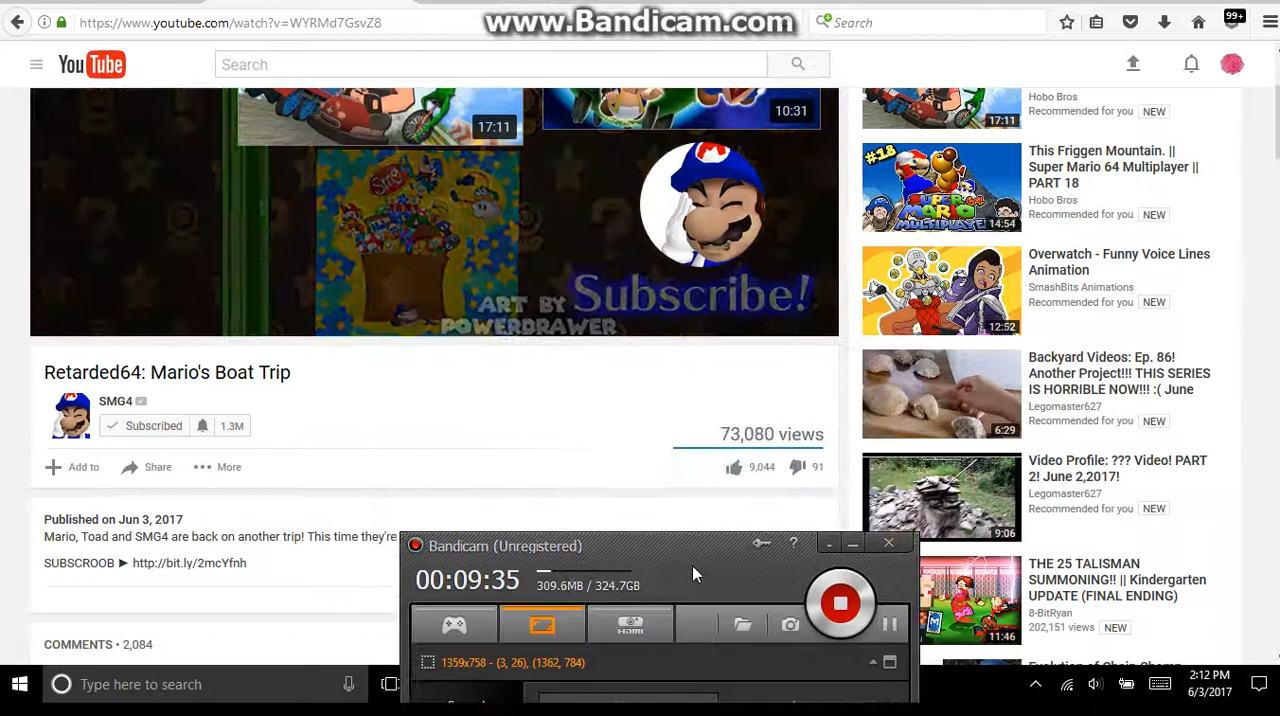 https://www.youtube.com/watch?v=WYRMd7GsvZ8
www.Bandicam.com
Search
99+
YouTube
Search
17:11
10:31
Smg4
ART BY
POWERDRAWER
Subscribe!
Retarded64: Mario's Boat Trip
SMG4
Subscribed
1.3M
73,080 views
Add to
Share
More
9,044
91
Published on Jun 3, 2017
Mario, Toad and SMG4 are back on another trip! This time they're
SUBSCROOB ► http://bit.ly/2mcYfnh
COMMENTS • 2,084
Hobo Bros
Recommended for you NEW
17:11
#18
SUPER
MARIO
MULTIPLAYER
14:54
This Friggen Mountain. ||
Super Mario 64 Multiplayer ||
PART 18
Hobo Bros
Recommended for you NEW
12:52
Overwatch - Funny Voice Lines
Animation
SmashBits Animations
Recommended for you NEW
6:29
Backyard Videos: Ep. 86!
Another Project!!! THIS SERIES
IS HORRIBLE NOW!!! :( June
Legomaster627
Recommended for you NEW
9:06
Video Profile: ??? Video! PART
2! June 2,2017!
Legomaster627
Recommended for you NEW
11:46
THE 25 TALISMAN
SUMMONING!! || Kindergarten
UPDATE (FINAL ENDING)
8-BitRyan
202,151 views NEW
Bandicam (Unregistered)
?
00:09:35
309.6MB / 324.7GB
HDMI
1359x758 - (3, 26), (1362, 784)
Type here to search
2:12 PM
6/3/2017